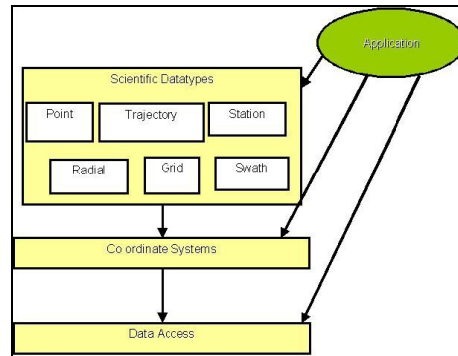 Application
Scientific Datatypes
Point
Trajectory
Station
Radial
Grid
Swath
Co ordinate Systems
Data Access